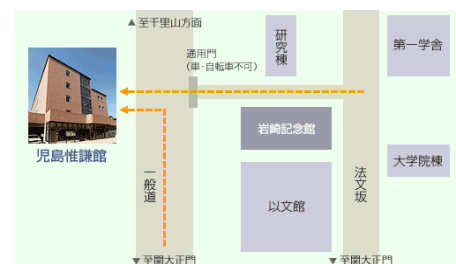 ▲至千里山方面
研究棟
第一学舎
通用門
(車・自転車不可)
岩崎記念館
児島惟謙館
一般道
法文坂
大学院棟
以文館
▼至関大正門
▼至関大正門